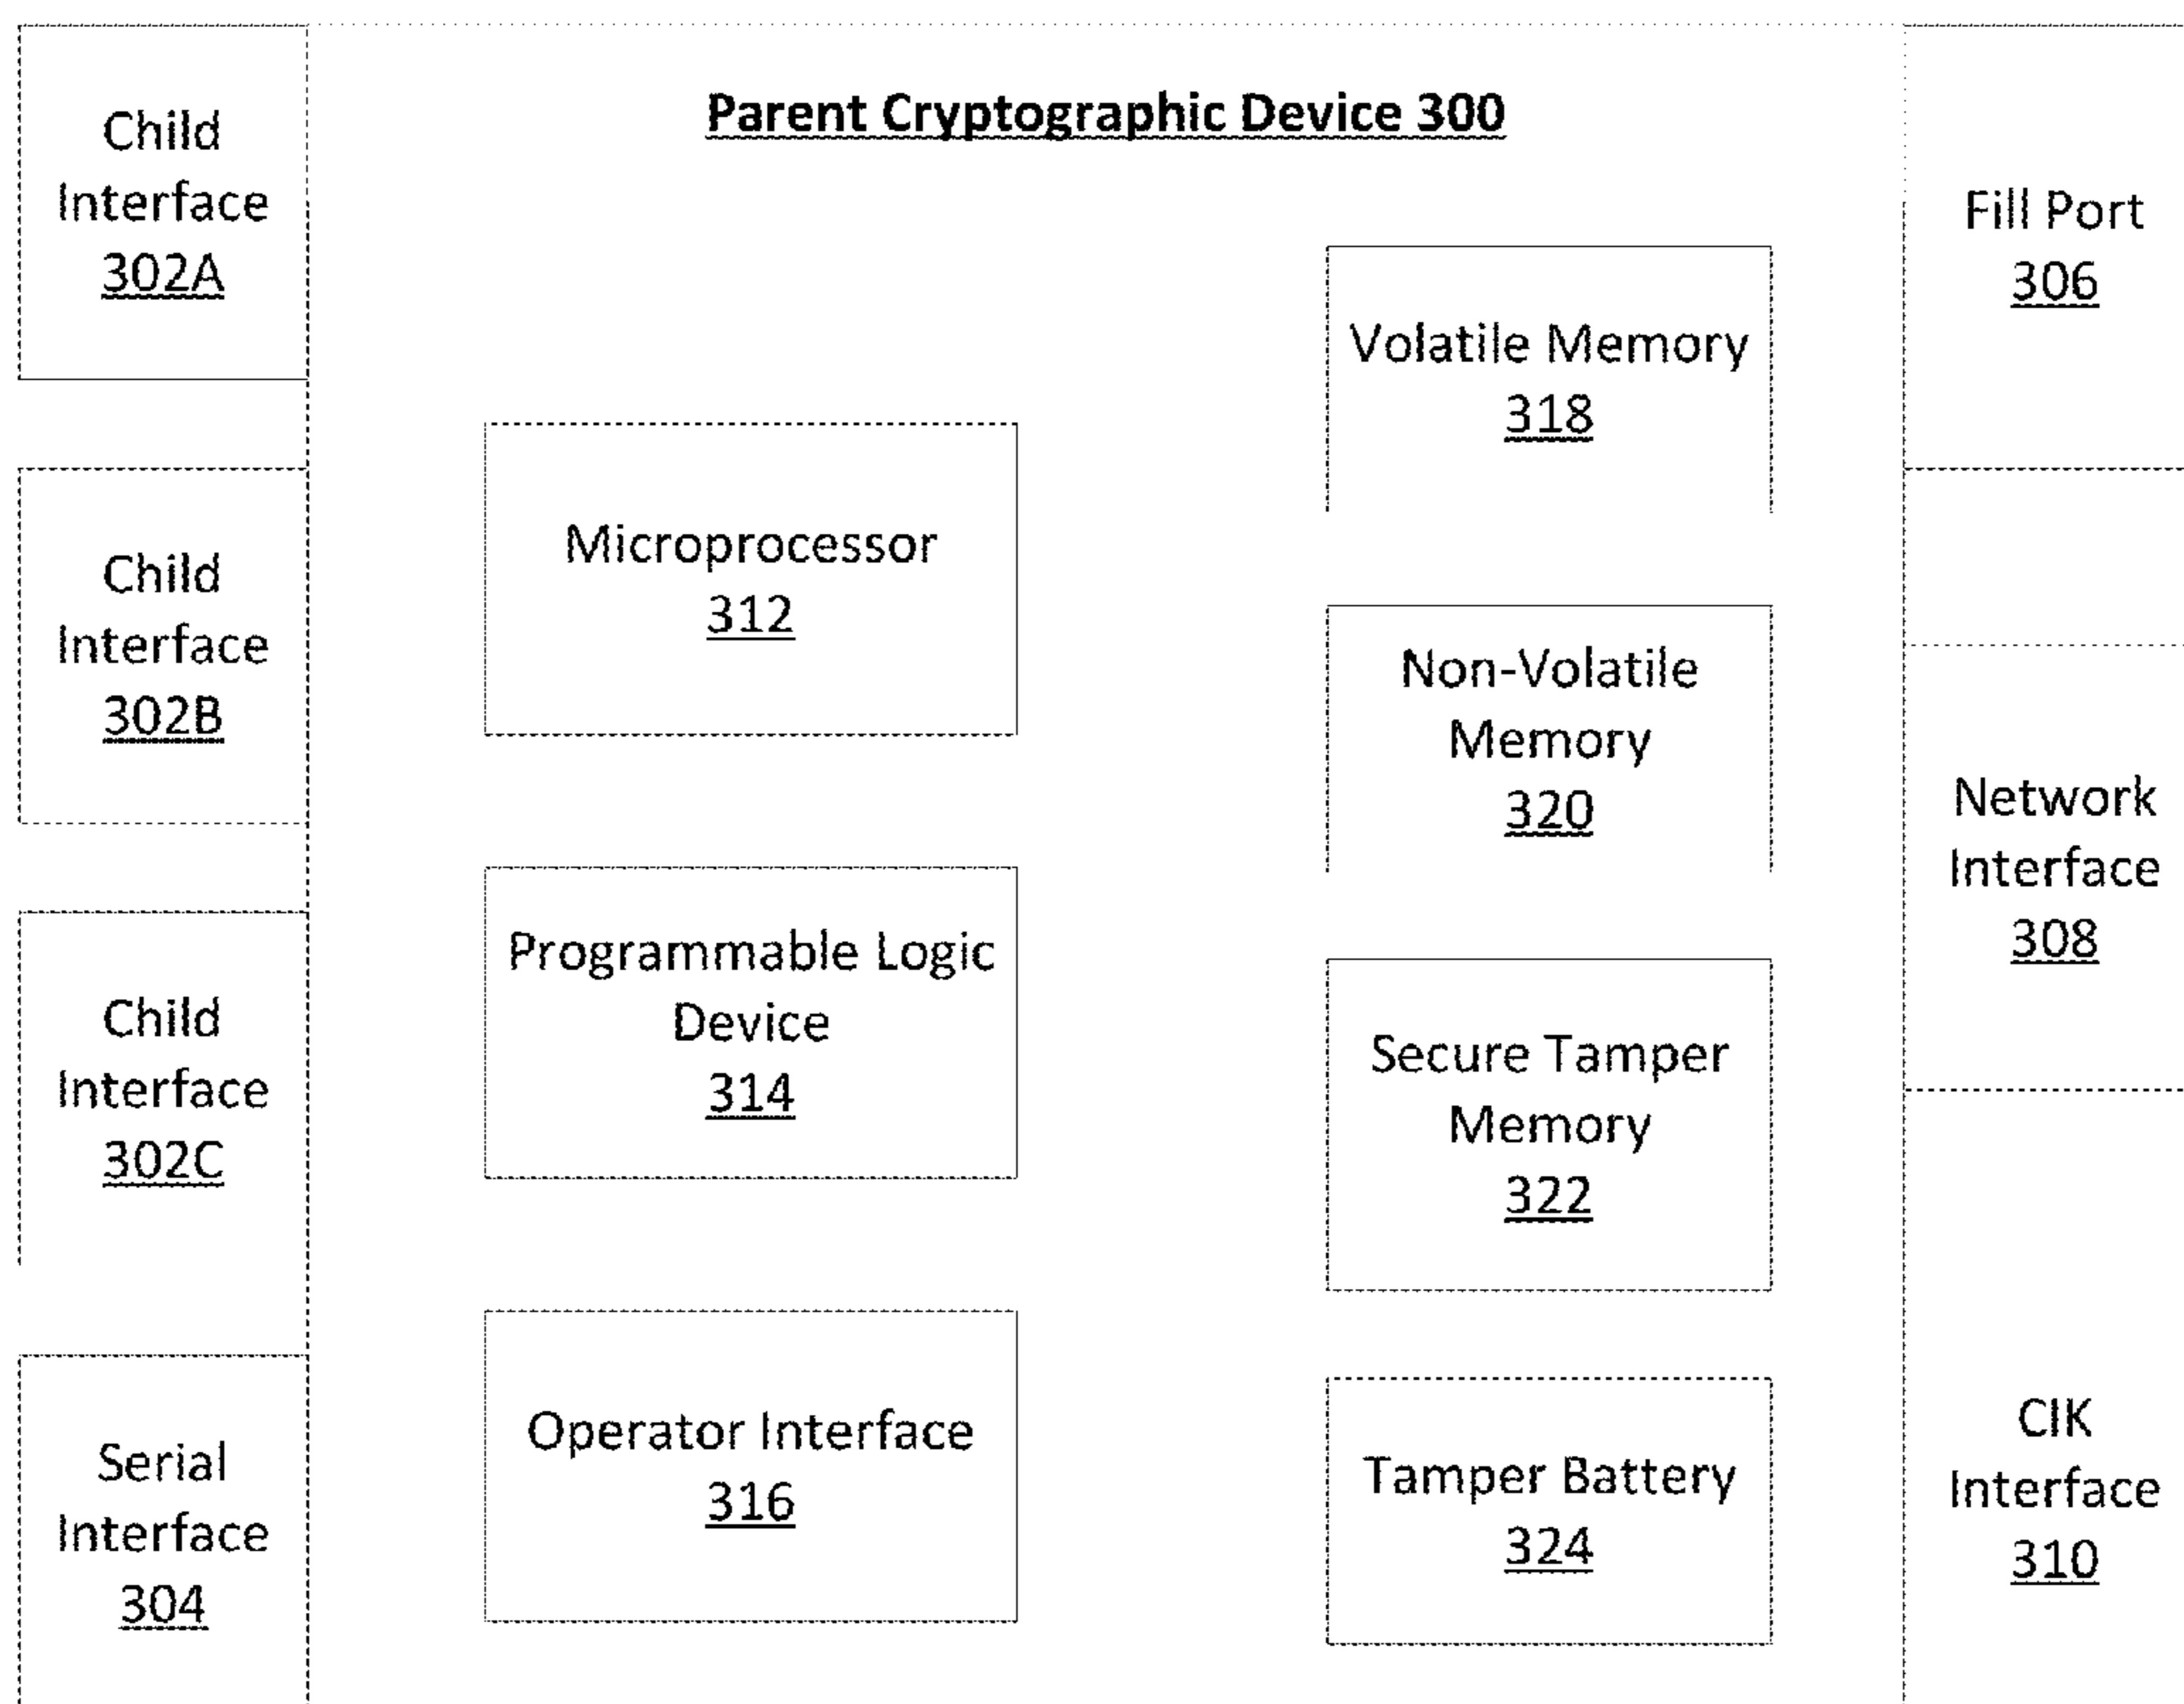 Parent Cryptographic Device 300
Child
Interface
302A
Child
Interface
302B
Child
Interface
302C
Serial
Interface
304
Microprocessor
312
Programmable Logic
Device
314
Operator Interface
316
Volatile Memory
318
Non-Volatile
Memory
320
Secure Tamper
Memory
322
Tamper Battery
324
Fill Port
306
Network
Interface
308
CIK
Interface
310